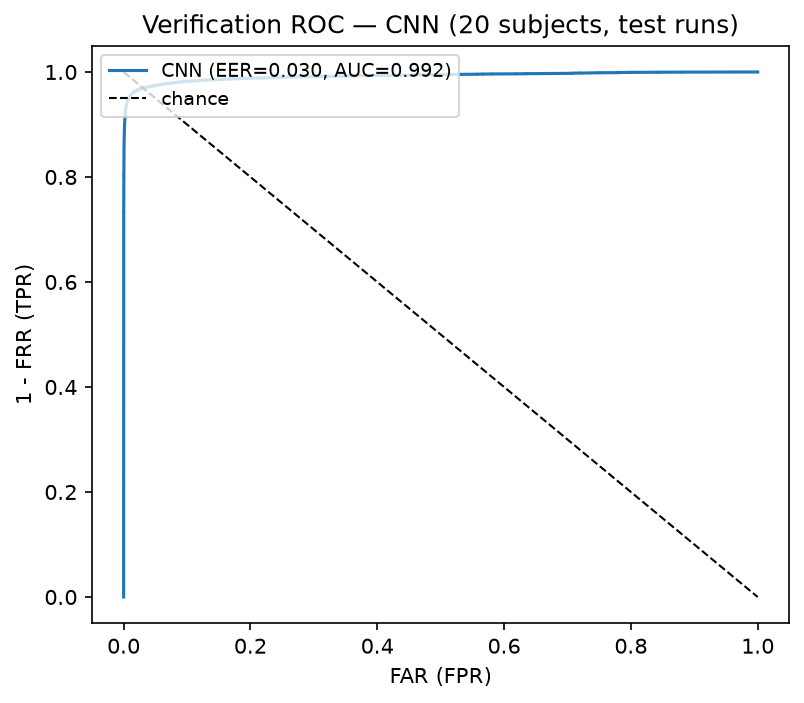 Verification ROC — CNN (20 subjects, test runs)
CNN (EER=0.030, AUC=0.992)
chance
1 - FRR (TPR)
1.0
0.8
0.6
0.4
0.2
0.0
0.0 0.2 0.4 0.6 0.8 1.0
FAR (FPR)